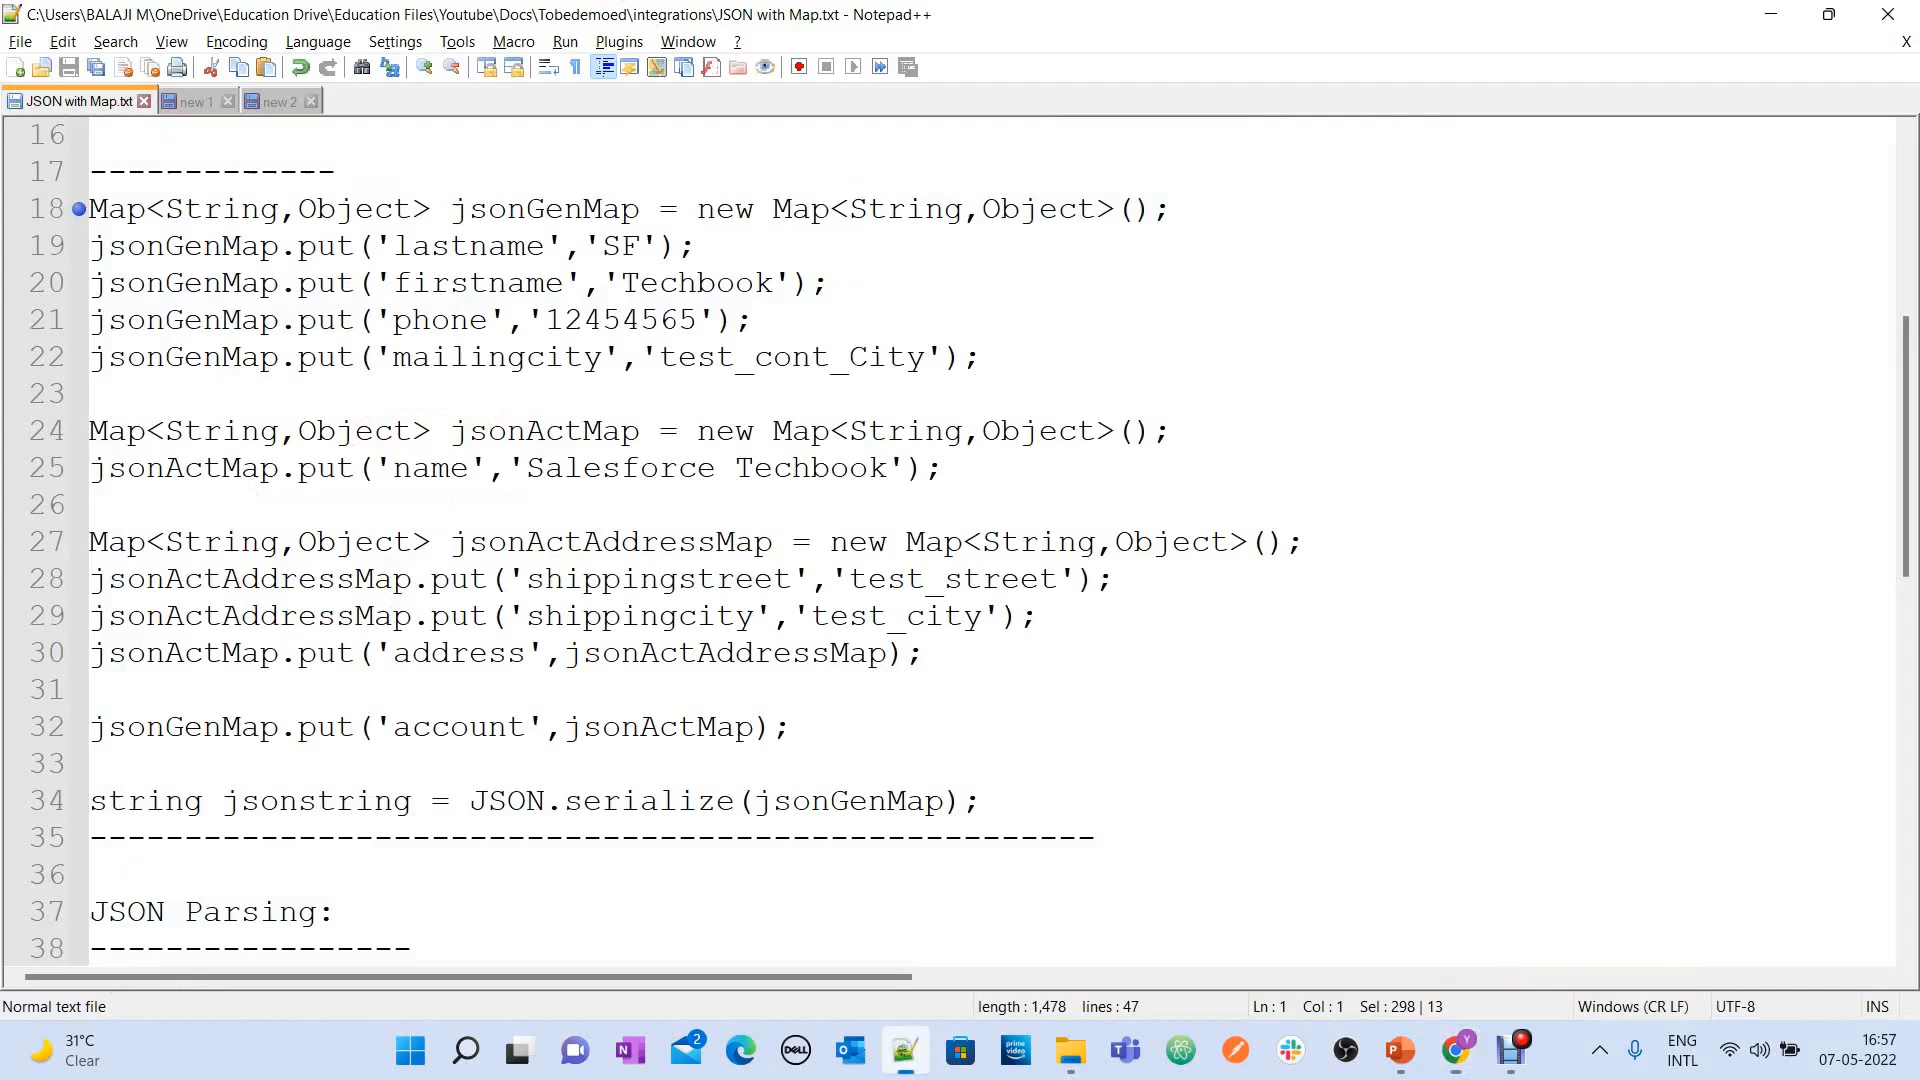 C:\Users\BALAJI M\OneDrive\Education Drive\Education Files\Youtube\Docs\Tobedemoed\integrations\JSON with Map.txt - Notepad++
File Edit Search View Encoding Language Settings Tools Macro Run Plugins Window ? X
JSON with Map.txt new 1 new 2
16
17 -------------
18 Map<String,Object> jsonGenMap = new Map<String,Object>();
19 jsonGenMap.put('lastname','SF');
20 jsonGenMap.put('firstname','Techbook');
21 jsonGenMap.put('phone','12454565');
22 jsonGenMap.put('mailingcity','test_cont_City');
23
24 Map<String,Object> jsonActMap = new Map<String,Object>();
25 jsonActMap.put('name','Salesforce Techbook');
26
27 Map<String,Object> jsonActAddressMap = new Map<String,Object>();
28 jsonActAddressMap.put('shippingstreet','test_street');
29 jsonActAddressMap.put('shippingcity','test_city');
30 jsonActMap.put('address',jsonActAddressMap);
31
32 jsonGenMap.put('account',jsonActMap);
33
34 string jsonstring = JSON.serialize(jsonGenMap);
35 -----------------------------------------------------
36
37 JSON Parsing:
38 -----------------
Normal text file length : 1,478 lines : 47 Ln : 1 Col : 1 Sel : 298 | 13 Windows (CR LF) UTF-8 INS
31°C
Clear
2
DELL
prime video
ENG
INTL
16:57
07-05-2022